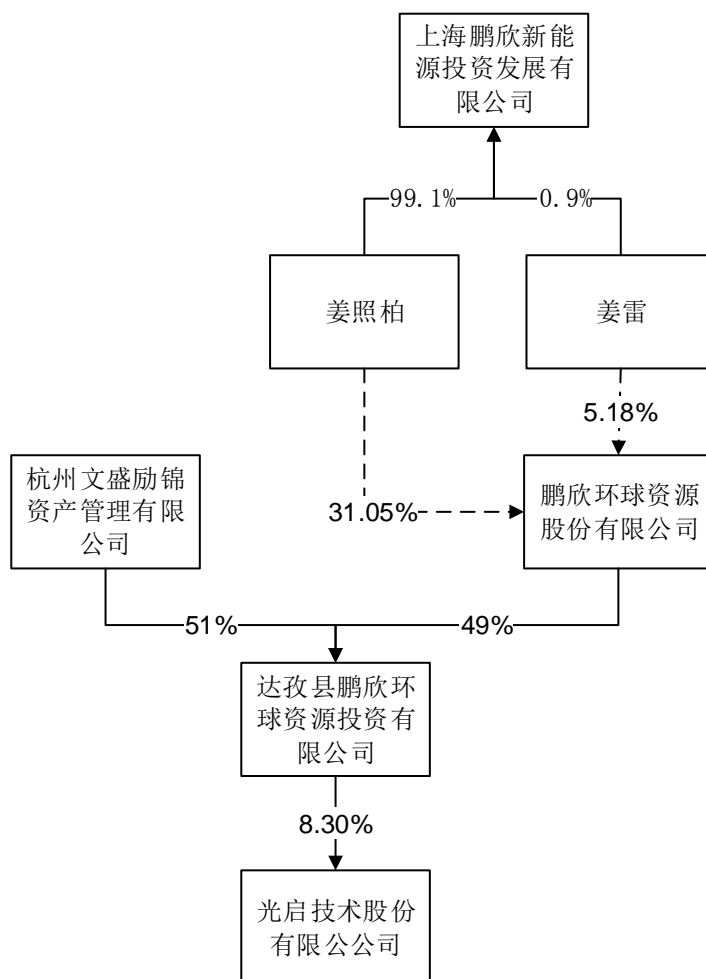 上海鹏欣新能
源投资发展有
限公司
99.1%
0.9%
姜照柏
姜雷
5.18%
杭州文盛励锦
资产管理有限
公司
31.05%
鹏欣环球资源
股份有限公司
51%
49%
达孜县鹏欣环
球资源投资有
限公司
8.30%
光启技术股份
有限公公司